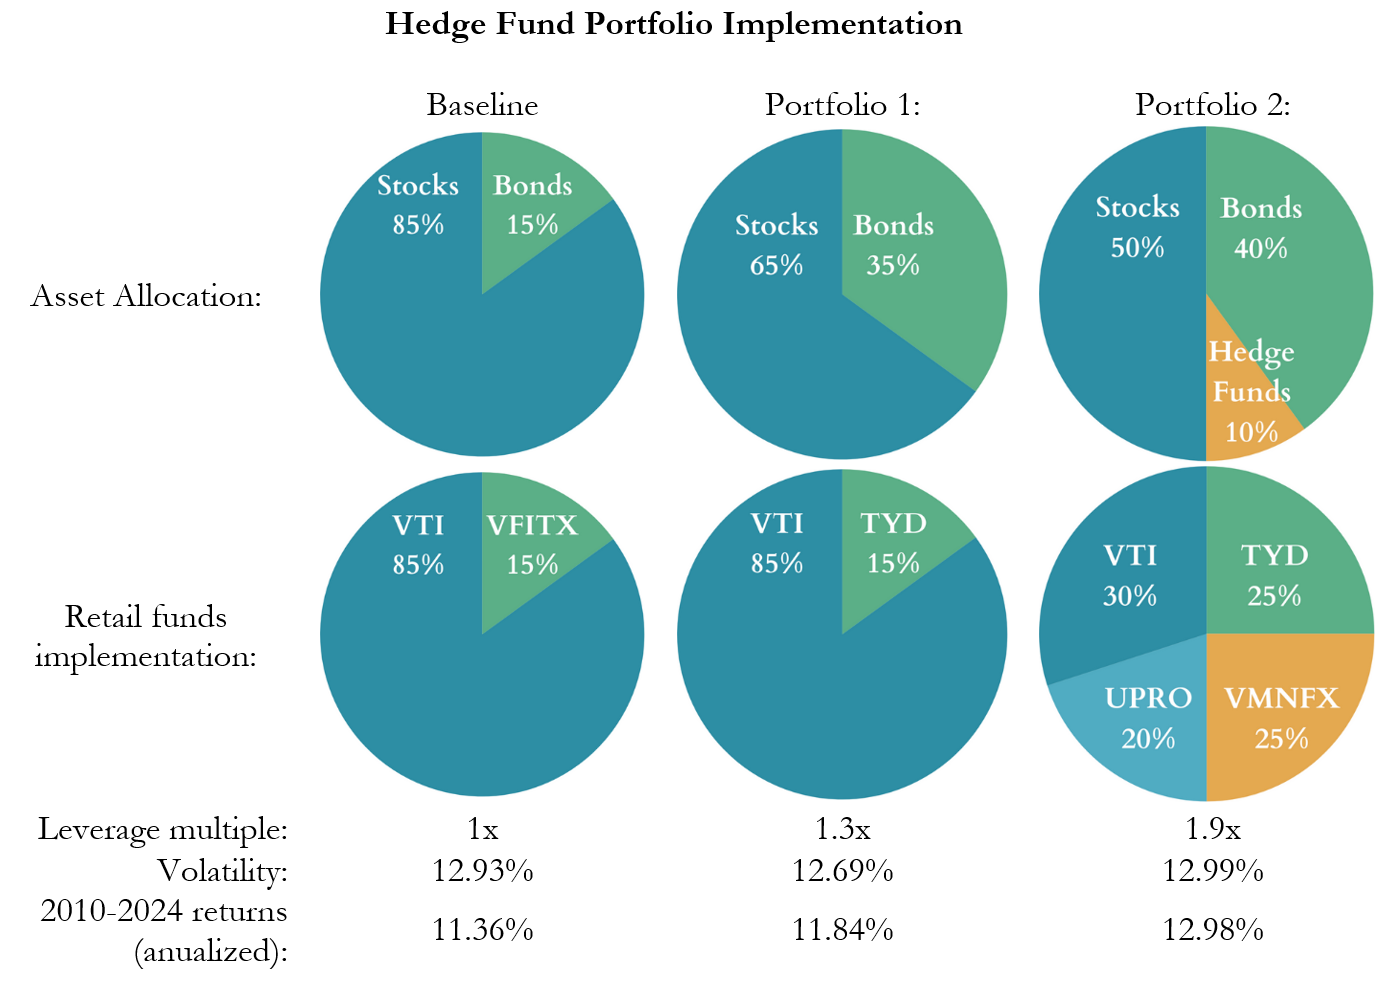 Hedge Fund Portfolio Implementation
Baseline
Portfolio 1:
Portfolio 2:
Asset Allocation:
Stocks
85%
Bonds
15%
Stocks
65%
Bonds
35%
Stocks
50%
Bonds
40%
Hedge
Funds
10%
Retail funds
implementation:
VTI
85%
VFITX
15%
VTI
85%
TYD
15%
VTI
30%
TYD
25%
UPRO
20%
VMNFX
25%
Leverage multiple: 1x 1.3x 1.9x
Volatility: 12.93% 12.69% 12.99%
2010-2024 returns
(anualized): 11.36% 11.84% 12.98%